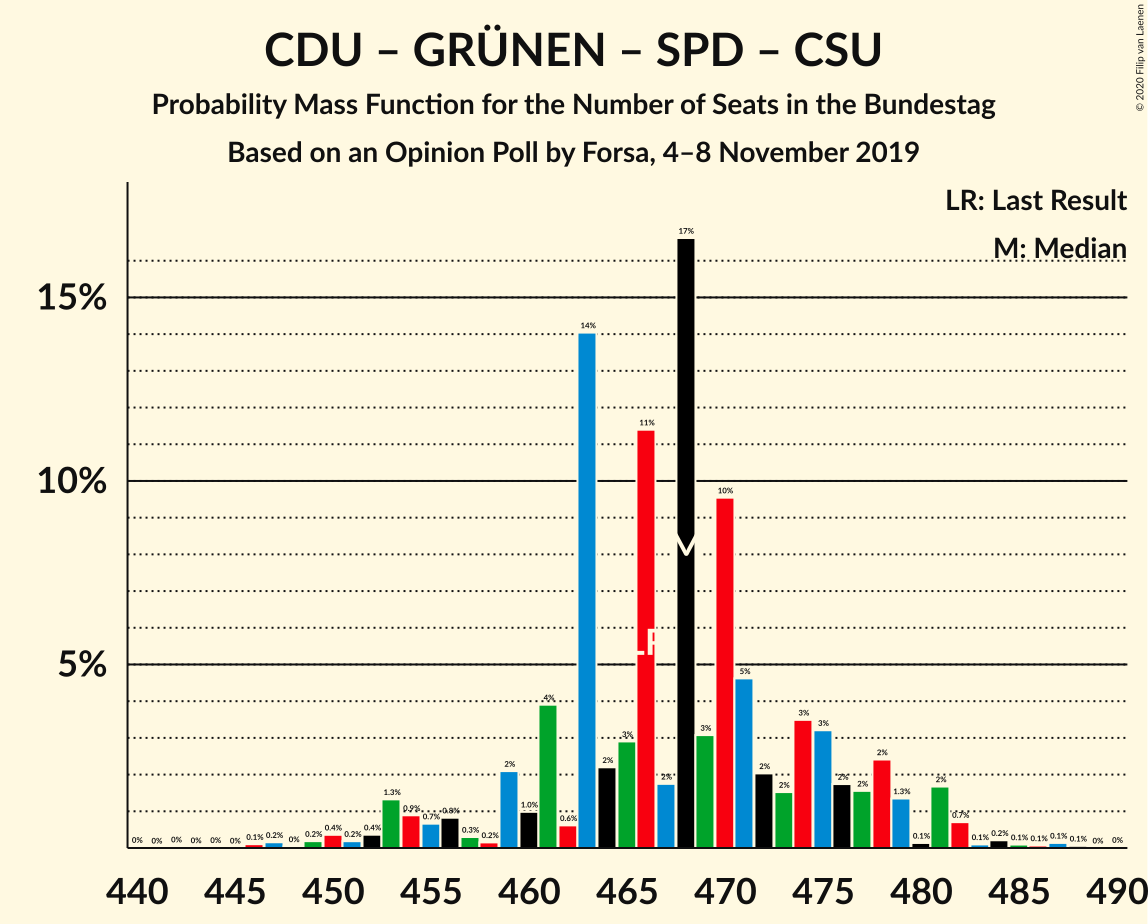 CDU – GRÜNEN – SPD – CSU
Probability Mass Function for the Number of Seats in the Bundestag
Based on an Opinion Poll by Forsa, 4–8 November 2019
© 2020 Filip van Laenen
LR: Last Result
M: Median
15%
10%
5%
0% 0% 0% 0% 0% 0% 0.1% 0.2% 0% 0.2% 0.4% 0.2% 0.4% 1.3% 0.9% 0.7% 0.8% 0.3% 0.2% 2% 1.0% 4% 0.6% 14% 2% 3% 11% 2% 17% 3% 10% 5% 2% 2% 3% 3% 2% 2% 2% 1.3% 0.1% 2% 0.7% 0.1% 0.2% 0.1% 0.1% 0.1% 0.1% 0% 0%
LR
440 445 450 455 460 465 470 475 480 485 490